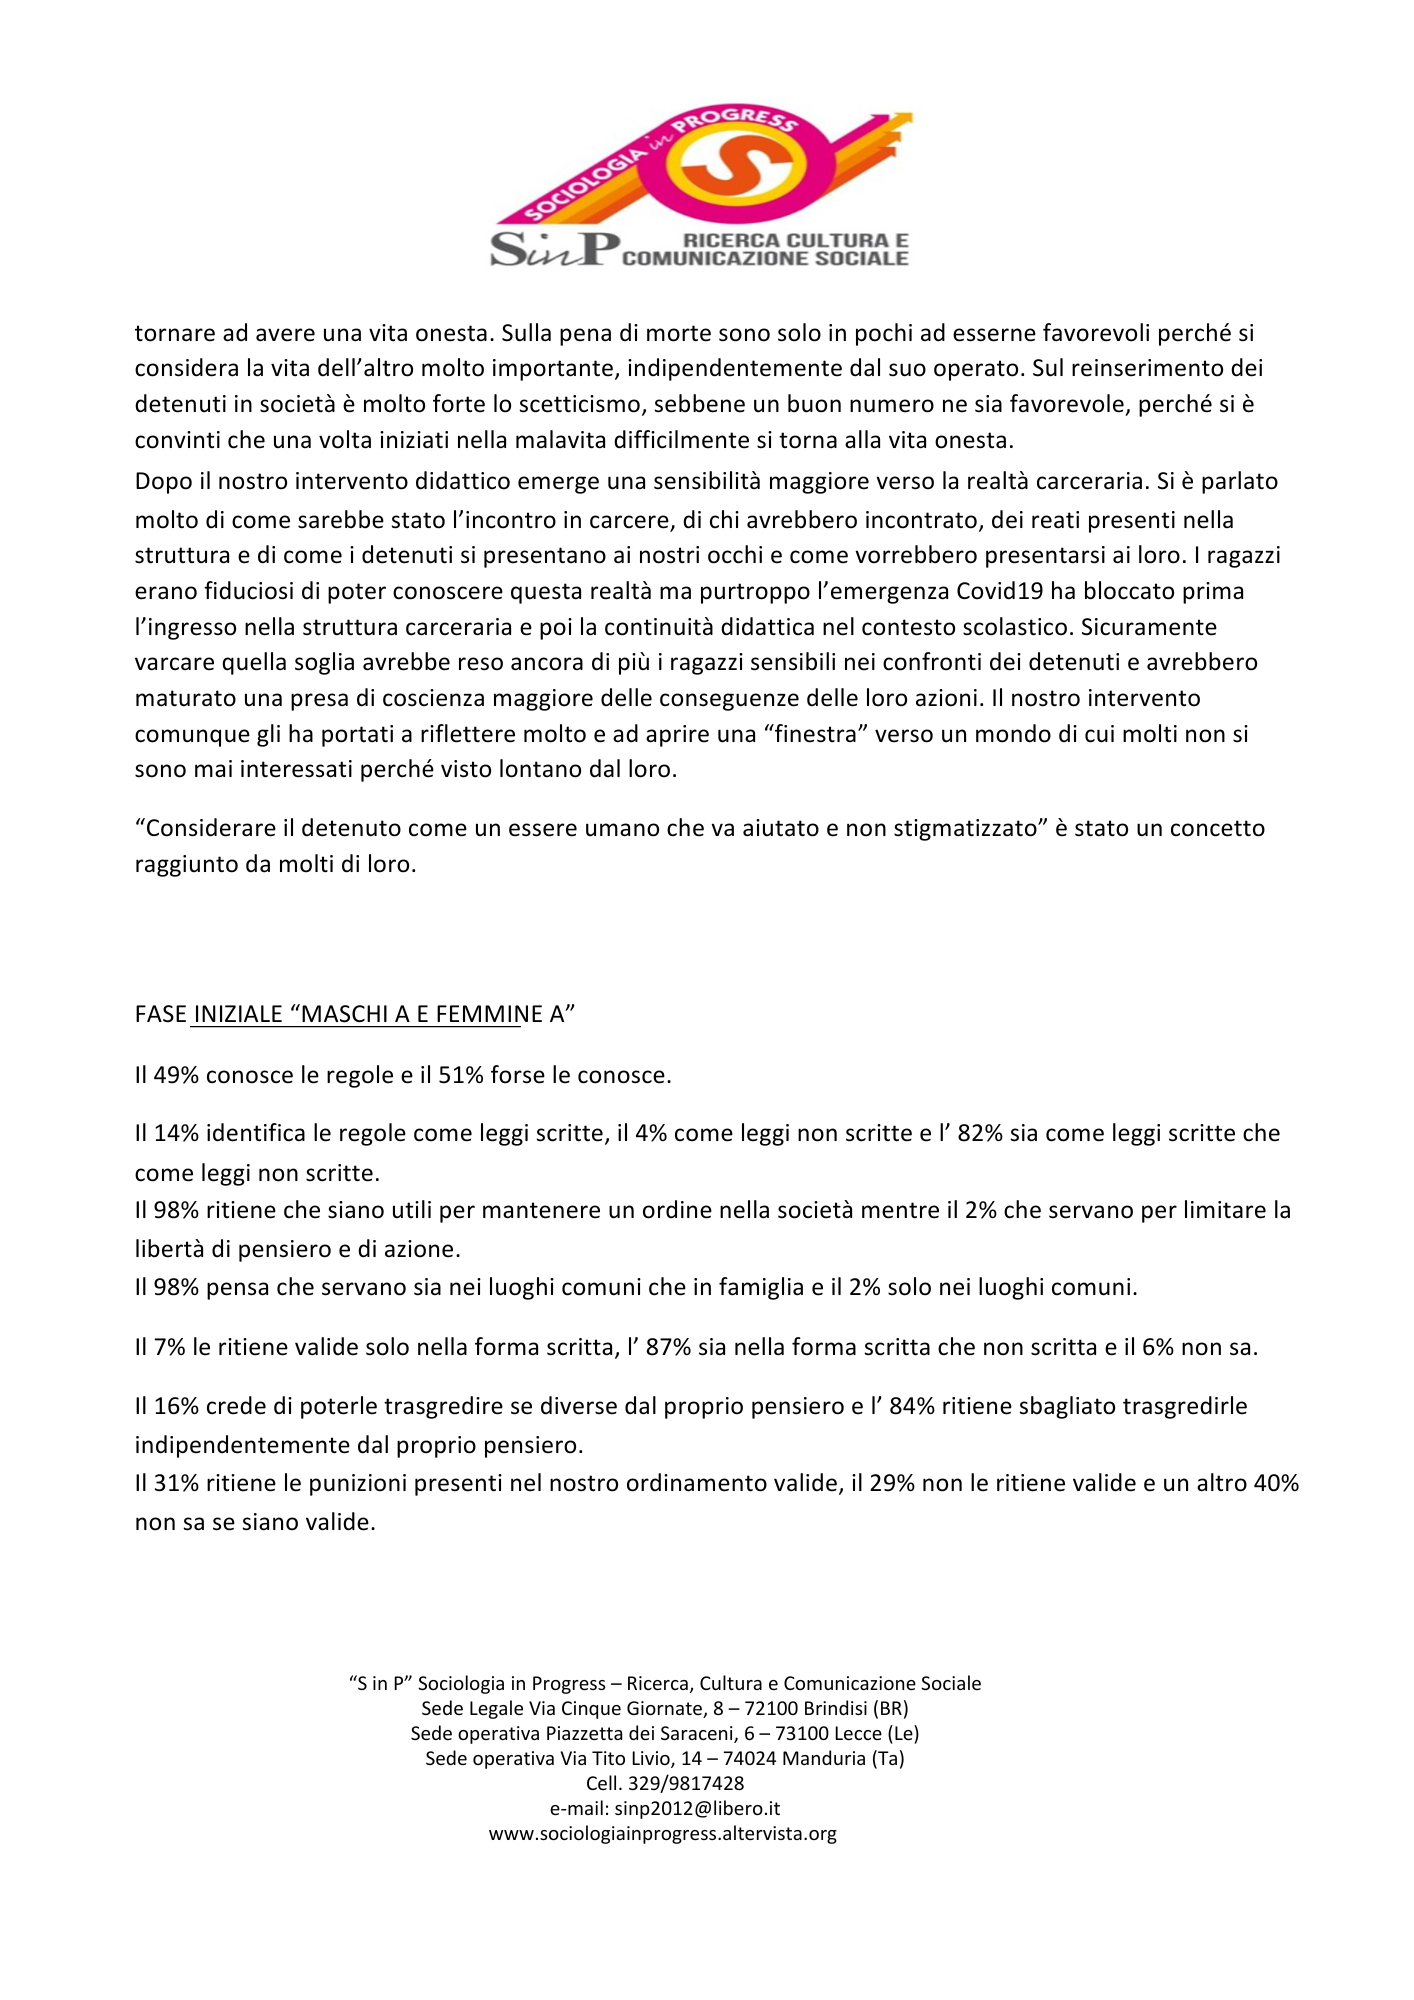 SOCIOLOGIA in PROGRESS
S
SinP RICERCA CULTURA E
COMUNICAZIONE SOCIALE
tornare ad avere una vita onesta. Sulla pena di morte sono solo in pochi ad esserne favorevoli perché si
considera la vita dell’altro molto importante, indipendentemente dal suo operato. Sul reinserimento dei
detenuti in società è molto forte lo scetticismo, sebbene un buon numero ne sia favorevole, perché si è
convinti che una volta iniziati nella malavita difficilmente si torna alla vita onesta.
Dopo il nostro intervento didattico emerge una sensibilità maggiore verso la realtà carceraria. Si è parlato
molto di come sarebbe stato l’incontro in carcere, di chi avrebbero incontrato, dei reati presenti nella
struttura e di come i detenuti si presentano ai nostri occhi e come vorrebbero presentarsi ai loro. I ragazzi
erano fiduciosi di poter conoscere questa realtà ma purtroppo l’emergenza Covid19 ha bloccato prima
l’ingresso nella struttura carceraria e poi la continuità didattica nel contesto scolastico. Sicuramente
varcare quella soglia avrebbe reso ancora di più i ragazzi sensibili nei confronti dei detenuti e avrebbero
maturato una presa di coscienza maggiore delle conseguenze delle loro azioni. Il nostro intervento
comunque gli ha portati a riflettere molto e ad aprire una “finestra” verso un mondo di cui molti non si
sono mai interessati perché visto lontano dal loro.
“Considerare il detenuto come un essere umano che va aiutato e non stigmatizzato” è stato un concetto
raggiunto da molti di loro.
FASE INIZIALE “MASCHI A E FEMMINE A”
Il 49% conosce le regole e il 51% forse le conosce.
Il 14% identifica le regole come leggi scritte, il 4% come leggi non scritte e l’ 82% sia come leggi scritte che
come leggi non scritte.
Il 98% ritiene che siano utili per mantenere un ordine nella società mentre il 2% che servano per limitare la
libertà di pensiero e di azione.
Il 98% pensa che servano sia nei luoghi comuni che in famiglia e il 2% solo nei luoghi comuni.
Il 7% le ritiene valide solo nella forma scritta, l’ 87% sia nella forma scritta che non scritta e il 6% non sa.
Il 16% crede di poterle trasgredire se diverse dal proprio pensiero e l’ 84% ritiene sbagliato trasgredirle
indipendentemente dal proprio pensiero.
Il 31% ritiene le punizioni presenti nel nostro ordinamento valide, il 29% non le ritiene valide e un altro 40%
non sa se siano valide.
“S in P” Sociologia in Progress – Ricerca, Cultura e Comunicazione Sociale
Sede Legale Via Cinque Giornate, 8 – 72100 Brindisi (BR)
Sede operativa Piazzetta dei Saraceni, 6 – 73100 Lecce (Le)
Sede operativa Via Tito Livio, 14 – 74024 Manduria (Ta)
Cell. 329/9817428
e-mail: sinp2012@libero.it
www.sociologiainprogress.altervista.org